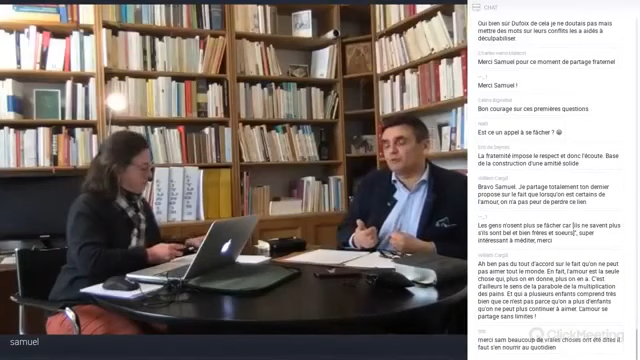 CHAT
Oui bien sûr Dufoix de cela je ne doutais pas mais
mettre des mots sur leurs conflits les a aidés à
déculpabiliser.
Merci Samuel pour ce moment de partage fraternel
Merci Samuel !
Bon courage sur ces premières questions
Est ce un appel à se fâcher ? 😁
La fraternité impose le respect et donc l'écoute. Base
de la construction d'une amitié solide
Bravo Samuel. Je partage totalement ton dernier
propos sur le fait que lorsqu'on est certains de
l'amour, on n'a pas peur de perdre ce lien
Les gens n'osent plus se fâcher car [ils ne savent plus
s'ils sont bel et bien frères et soeurs]", super
intéressant à méditer, merci
Ah ben pas du tout d'accord sur le fait qu'on ne peut
pas aimer tout le monde. En fait, l'amour est la seule
chose qui, plus on en donne, plus on en a. C'est
d'ailleurs le sens de la parabole de la multiplication
des pains. Et qui a plusieurs enfants comprend très
bien que ce n'est pas parce qu'on a plus d'enfants
qu'on ne peut plus continuer à aimer. L'amour se
partage sans limites !
ClickMeeting
merci sam beaucoup de vraies choses ont été dites il
faut s'en nourrir au quotidien
samuel